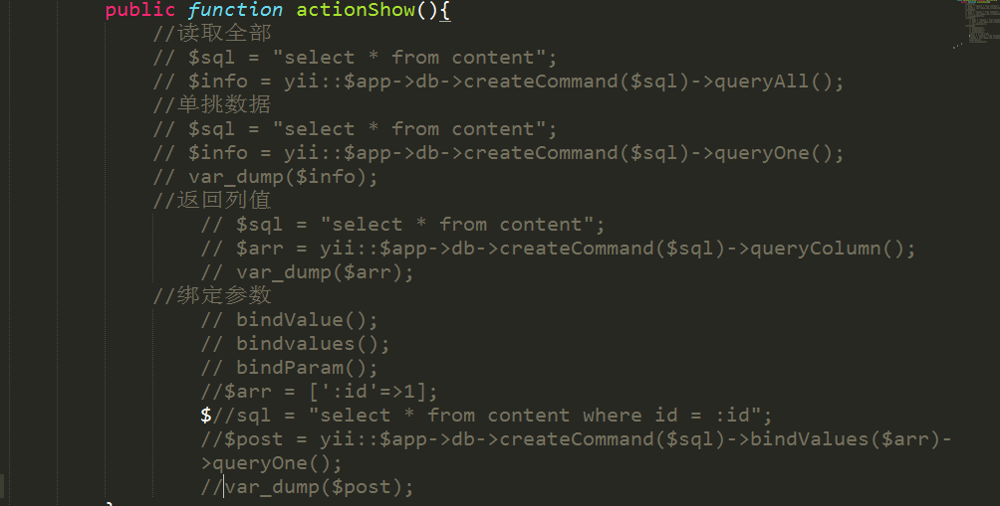 public function actionShow(){
//读取全部
// $sql = "select * from content";
// $info = yii::$app->db->createCommand($sql)->queryAll();
//单挑数据
// $sql = "select * from content";
// $info = yii::$app->db->createCommand($sql)->queryOne();
// var_dump($info);
//返回列值
// $sql = "select * from content";
// $arr = yii::$app->db->createCommand($sql)->queryColumn();
// var_dump($arr);
//绑定参数
// bindValue();
// bindvalues();
// bindParam();
//$arr = [':id'=>1];
$//sql = "select * from content where id = :id";
//$post = yii::$app->db->createCommand($sql)->bindValues($arr)-
>queryOne();
//var_dump($post);
}